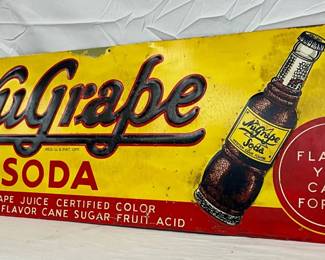 NuGrape
REG. U.S. PAT. OFF.
SODA
APE JUICE CERTIFIED COLOR
FLAVOR CANE SUGAR FRUIT ACID
NuGrape
Soda
FLA
Y
CA
FOR